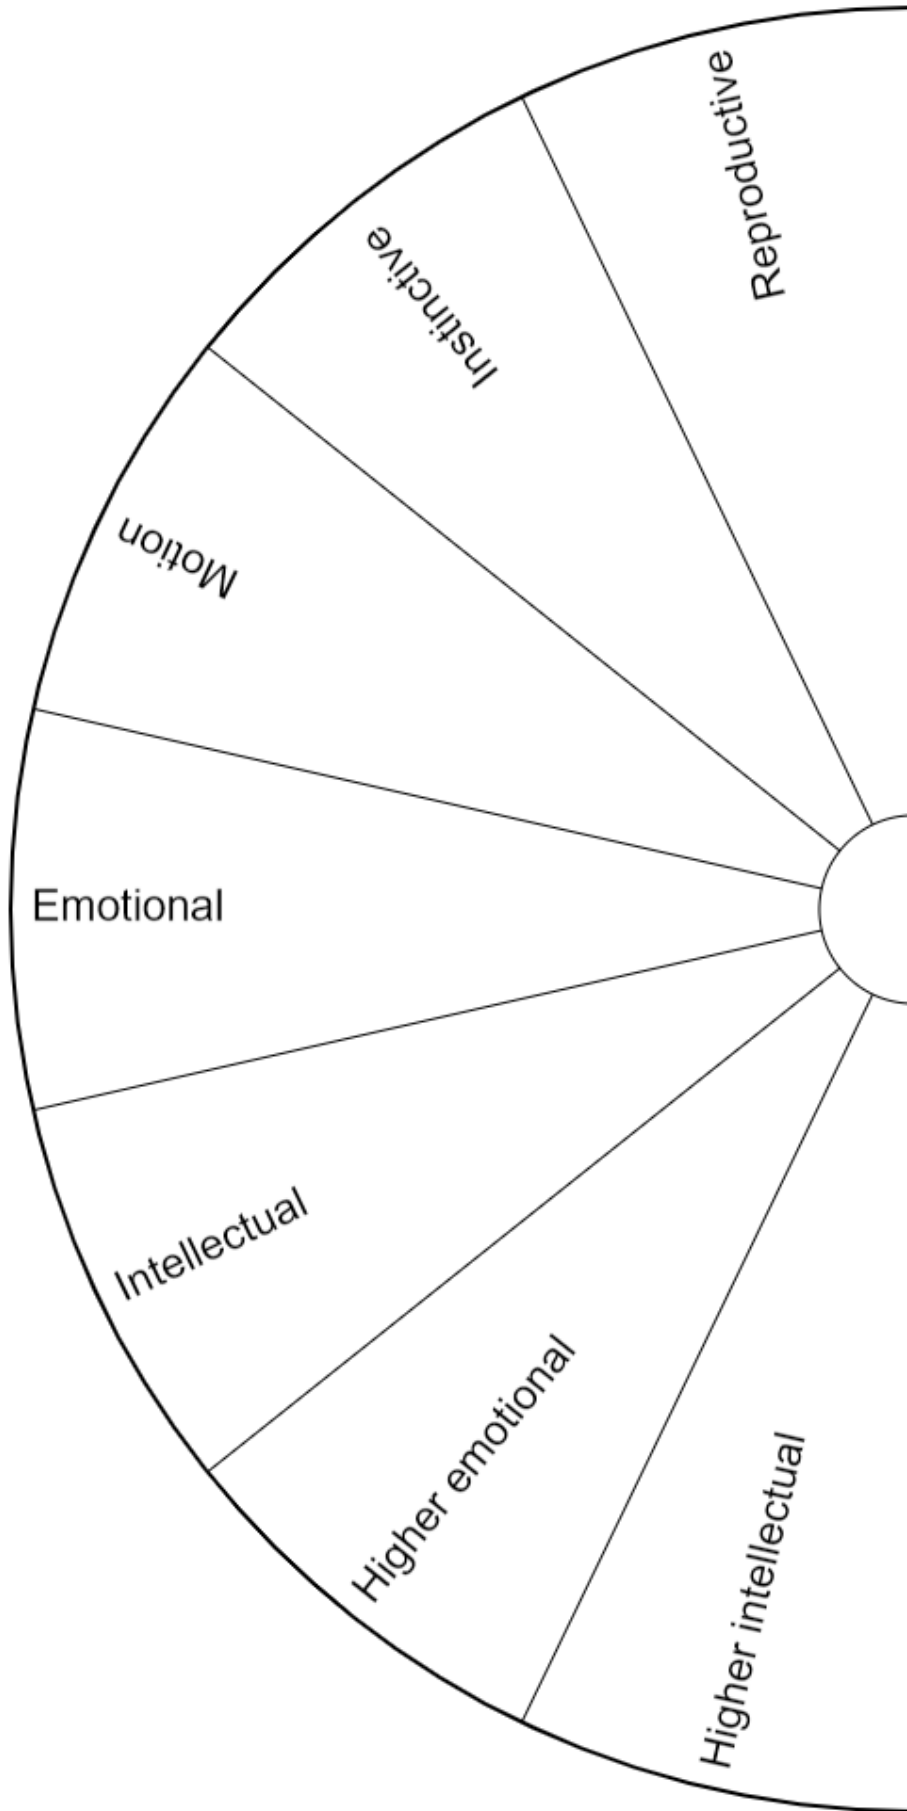 Reproductive
Instinctive
Motion
Emotional
Intellectual
Higher emotional
Higher intellectual